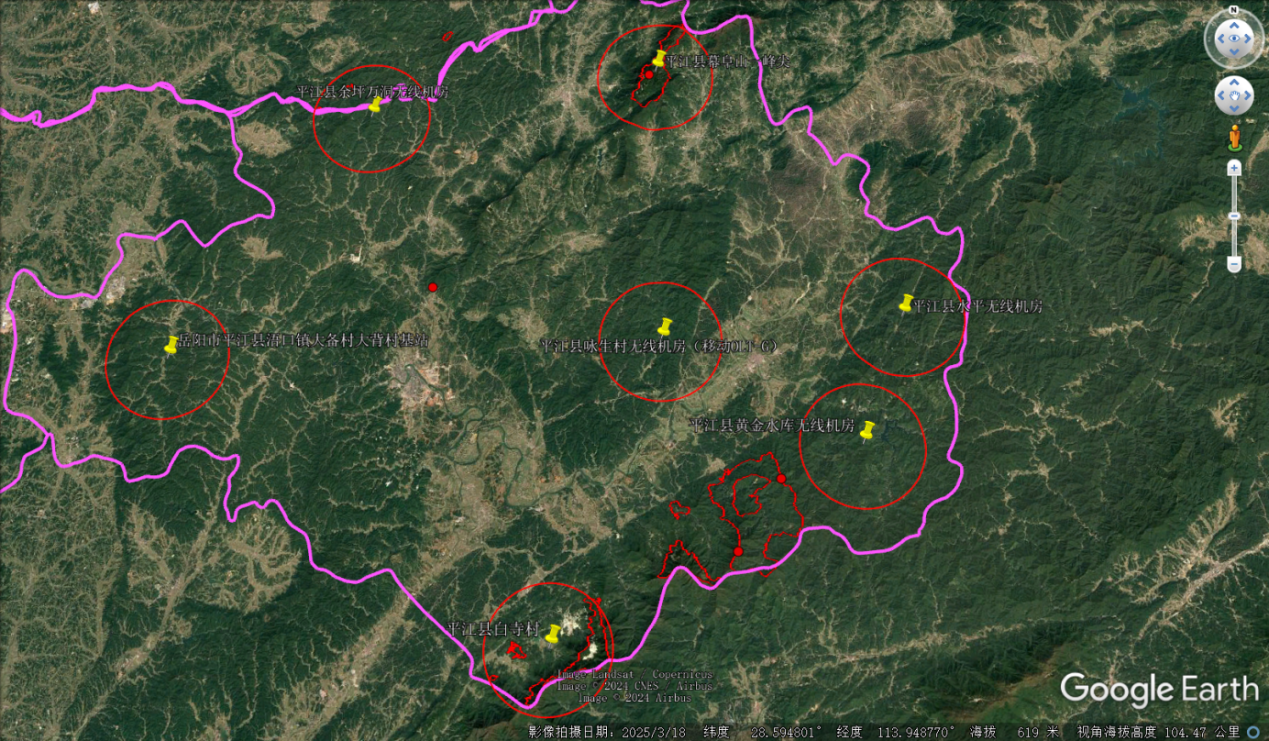 N
平江县幕阜山一峰尖
平江县余坪万洞无线机房
平江县水平无线机房
岳阳市平江县浯口镇大备村大背村基站
平江县咏生村无线机房（移动OLT-G）
平江县黄金水库无线机房
平江县白寺村
Image Landsat / Copernicus
Image © 2024 CNES / Airbus
Image © 2024 Airbus
Google Earth
影像拍摄日期: 2025/3/18 纬度 28.594801° 经度 113.948770° 海拔 619 米 视角海拔高度 104.47 公里